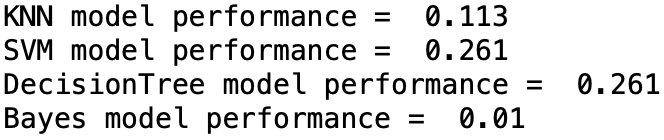 KNN model performance =  0.113
SVM model performance =  0.261
DecisionTree model performance =  0.261
Bayes model performance =  0.01